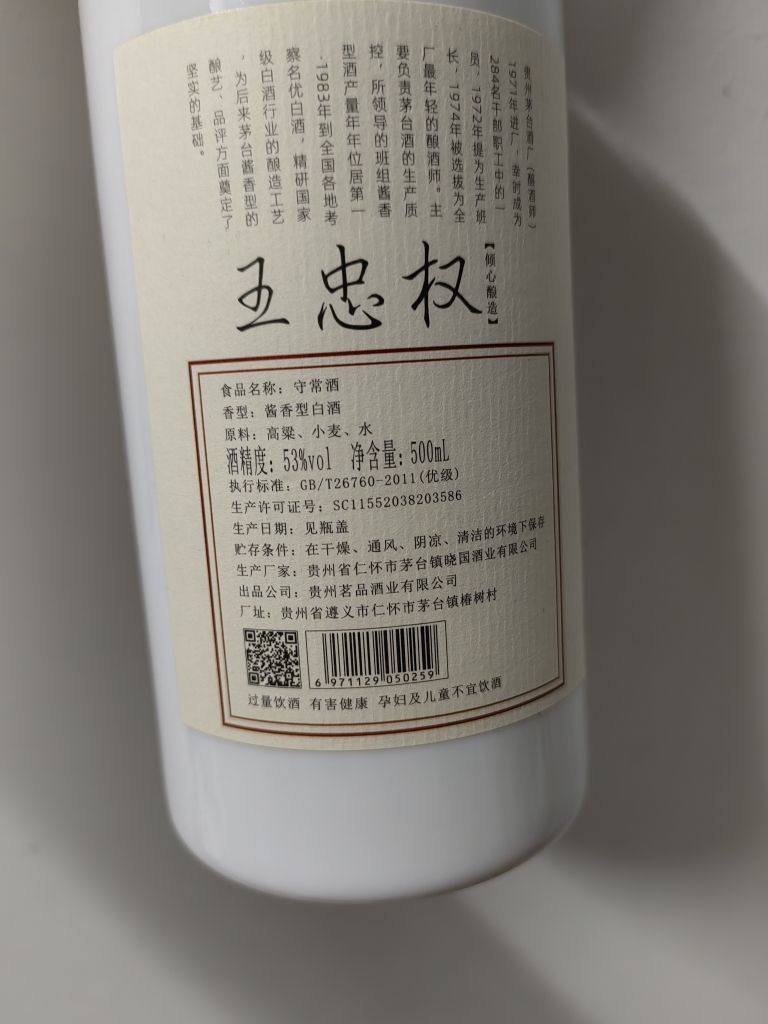 贵州茅台酒厂（酿酒师）
1971年进厂，幸时成为
284名干部职工中的一
员，1972年提为生产班
长，1974年被选拔为全
厂最年轻的酿酒师。主
要负责茅台酒的生产质
控，所领导的班组酱香
型酒产量年年位居第一
.1983年到全国各地考
察名优白酒，精研国家
级白酒行业的酿造工艺
，为后来茅台酱香型的
酿艺、品评方面奠定了
坚实的基础。
【倾心酿造】
王忠权
食品名称：守常酒
香型：酱香型白酒
原料：高粱、小麦、水
酒精度：53%vol 净含量：500mL
执行标准：GB/T26760-2011(优级)
生产许可证号：SC11552038203586
生产日期：见瓶盖
贮存条件：在干燥、通风、阴凉、清洁的环境下保存
生产厂家：贵州省仁怀市茅台镇晓国酒业有限公司
出品公司：贵州茗品酒业有限公司
厂址：贵州省遵义市仁怀市茅台镇椿树村
6 971129 050259
过量饮酒 有害健康 孕妇及儿童不宜饮酒